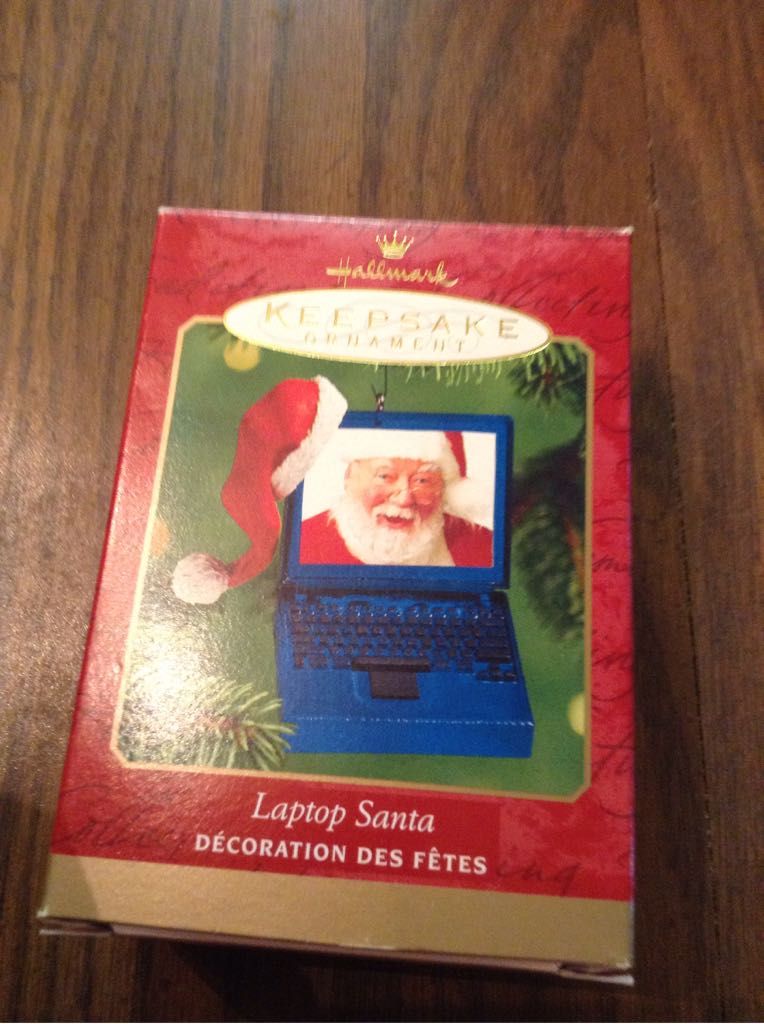 Hallmark
KEEPSAKE
ORNAMENT
Laptop Santa
DÉCORATION DES FÊTES